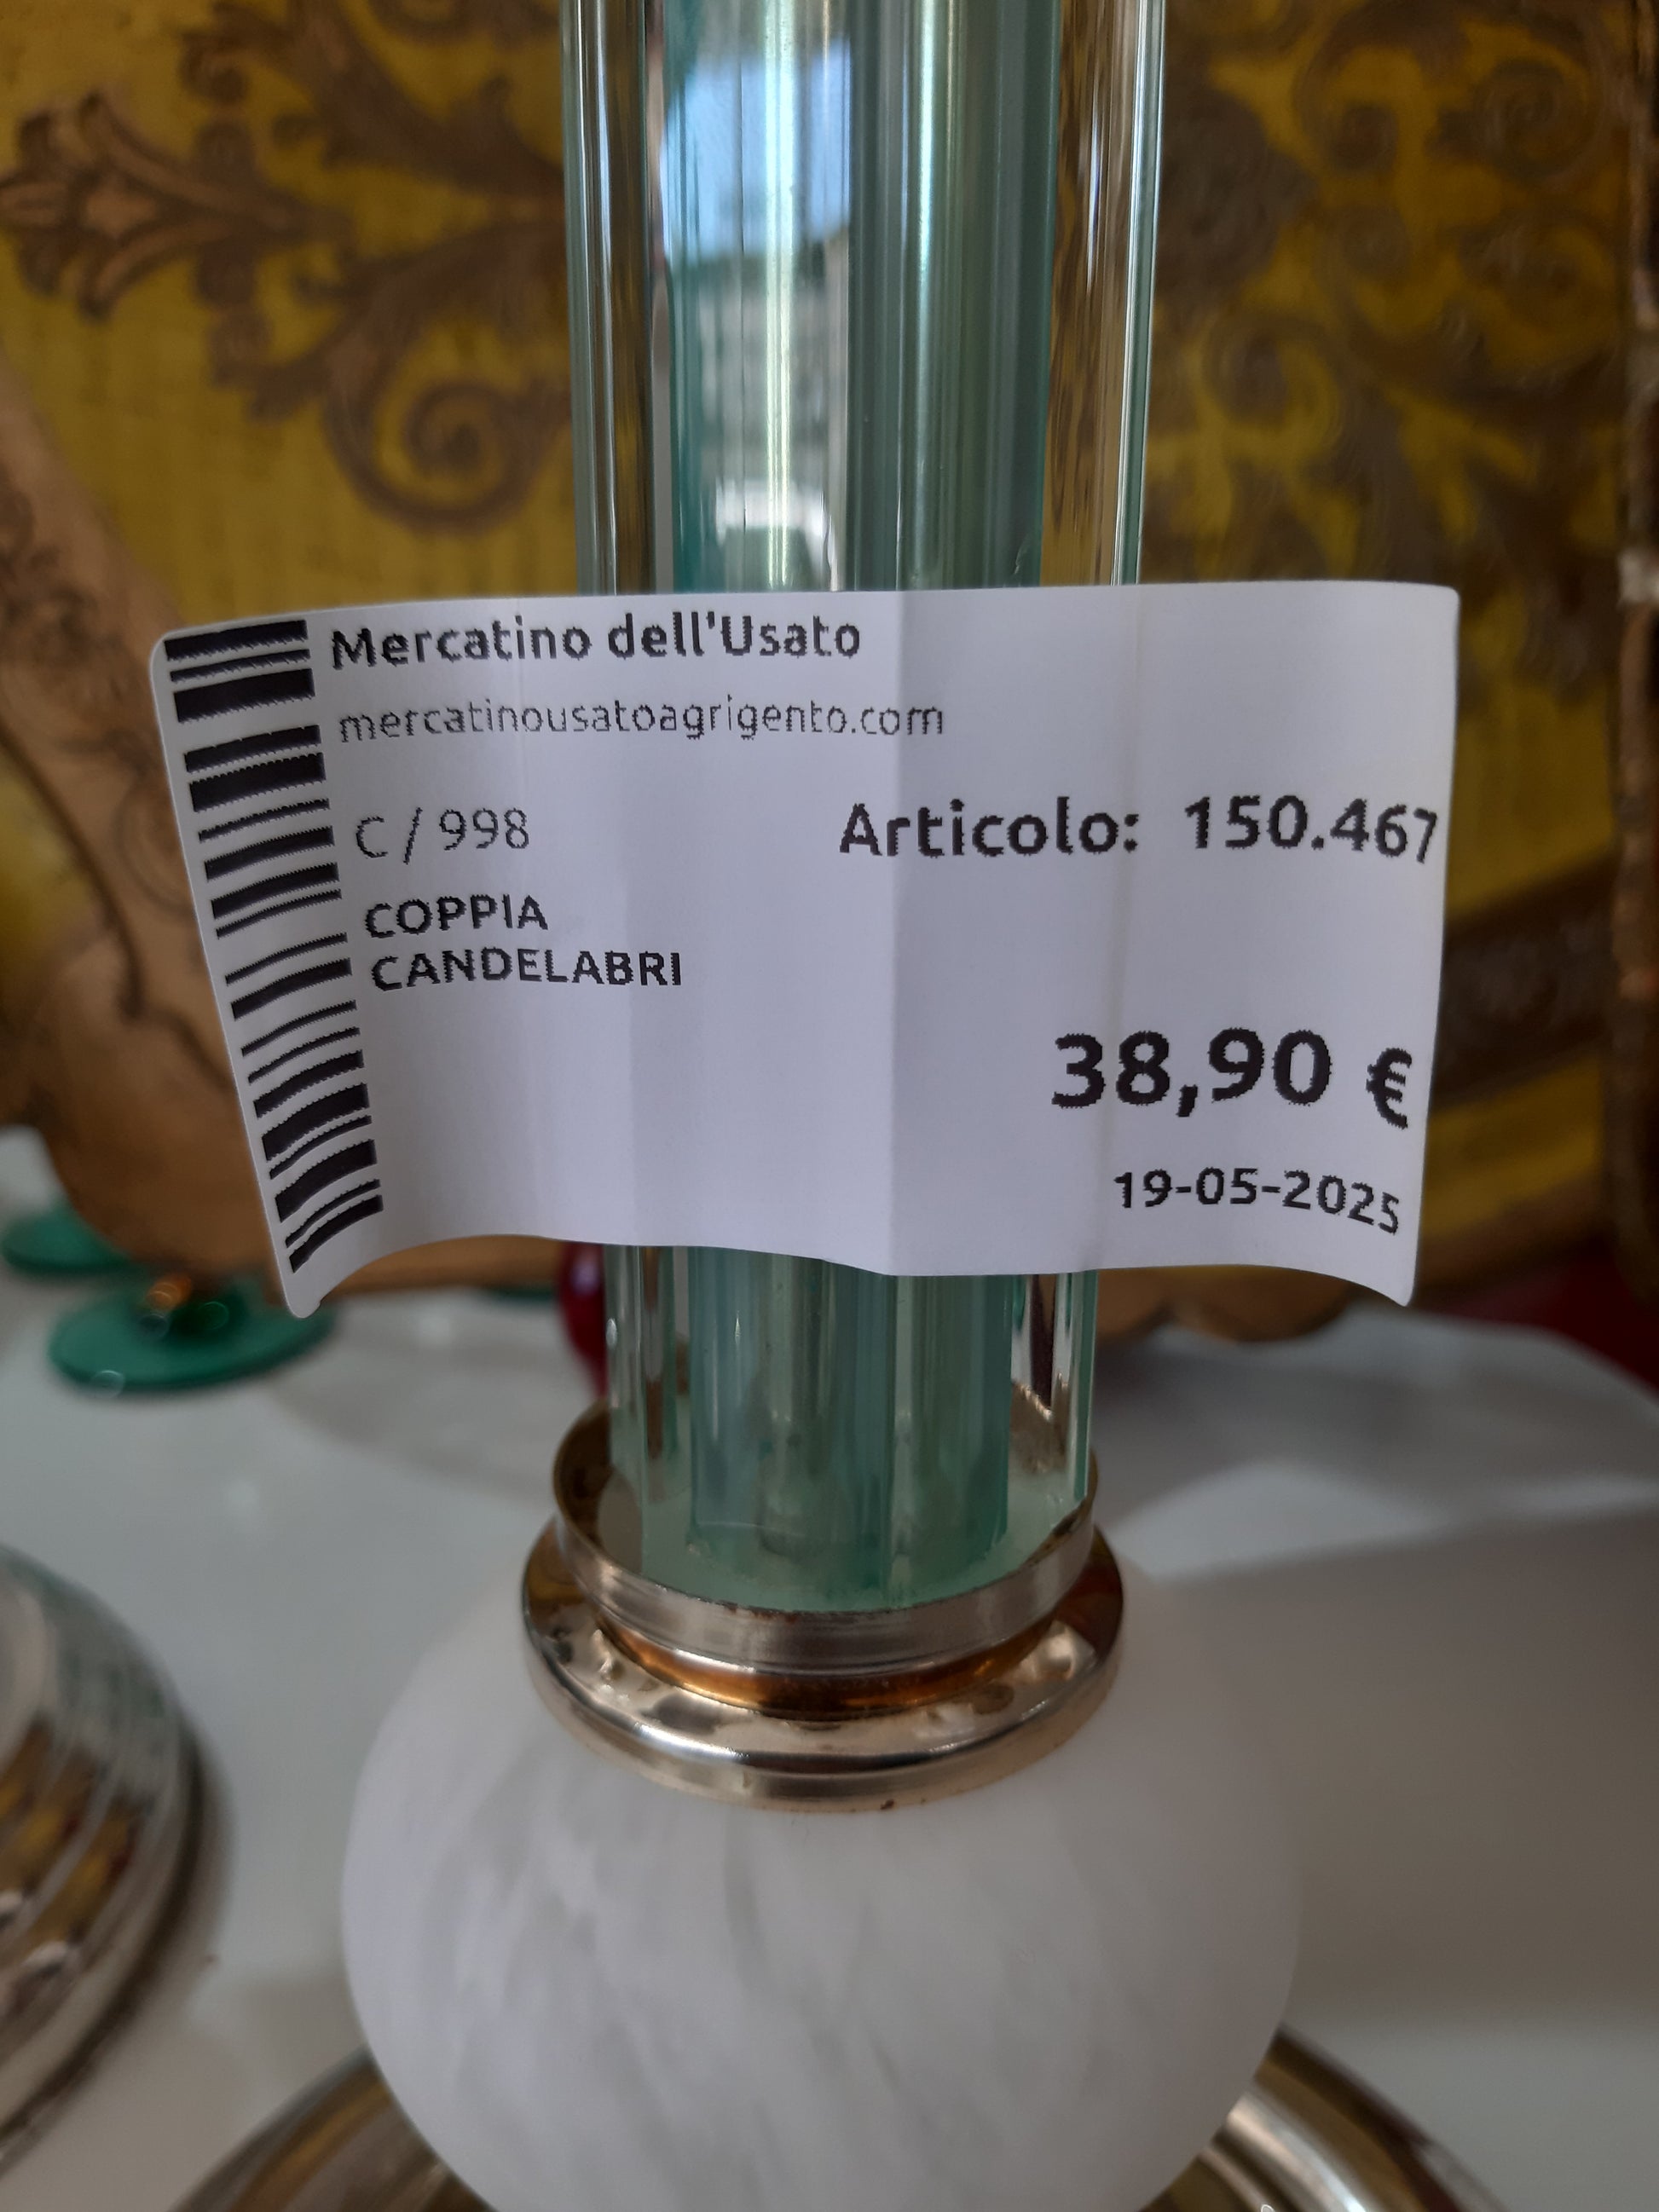 Mercatino dell'Usato
mercatinousatoagrigento.com
C / 998
Articolo: 150.467
COPPIA
CANDELABRI
38,90 €
19-05-2025